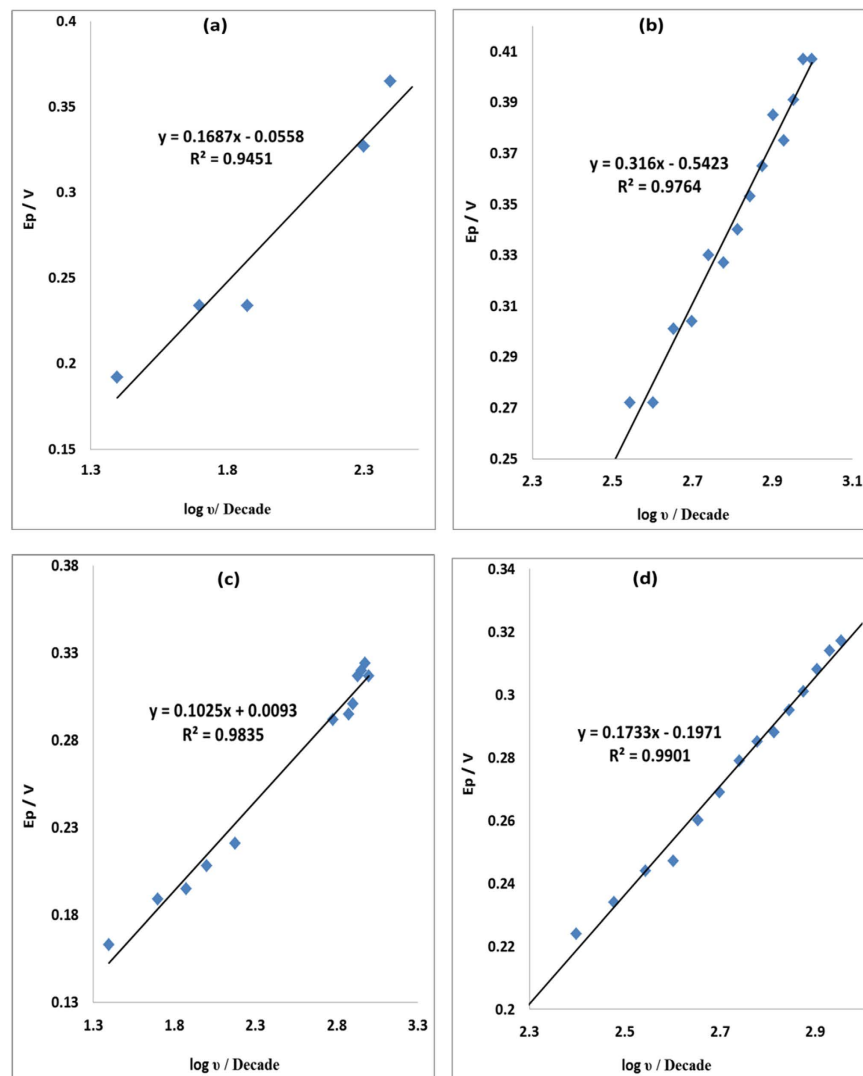 (a)
0.4
0.35
0.3
0.25
0.2
0.15
Ep / V
y = 0.1687x - 0.0558
R² = 0.9451
1.3 1.8 2.3
log υ/ Decade
(b)
0.41
0.39
0.37
0.35
0.33
0.31
0.29
0.27
0.25
Ep / V
y = 0.316x - 0.5423
R² = 0.9764
2.3 2.5 2.7 2.9 3.1
log υ / Decade
(c)
0.38
0.33
0.28
0.23
0.18
0.13
Ep / V
y = 0.1025x + 0.0093
R² = 0.9835
1.3 1.8 2.3 2.8 3.3
log υ / Decade
(d)
0.34
0.32
0.3
0.28
0.26
0.24
0.22
0.2
Ep / V
y = 0.1733x - 0.1971
R² = 0.9901
2.3 2.5 2.7 2.9
log υ / Decade